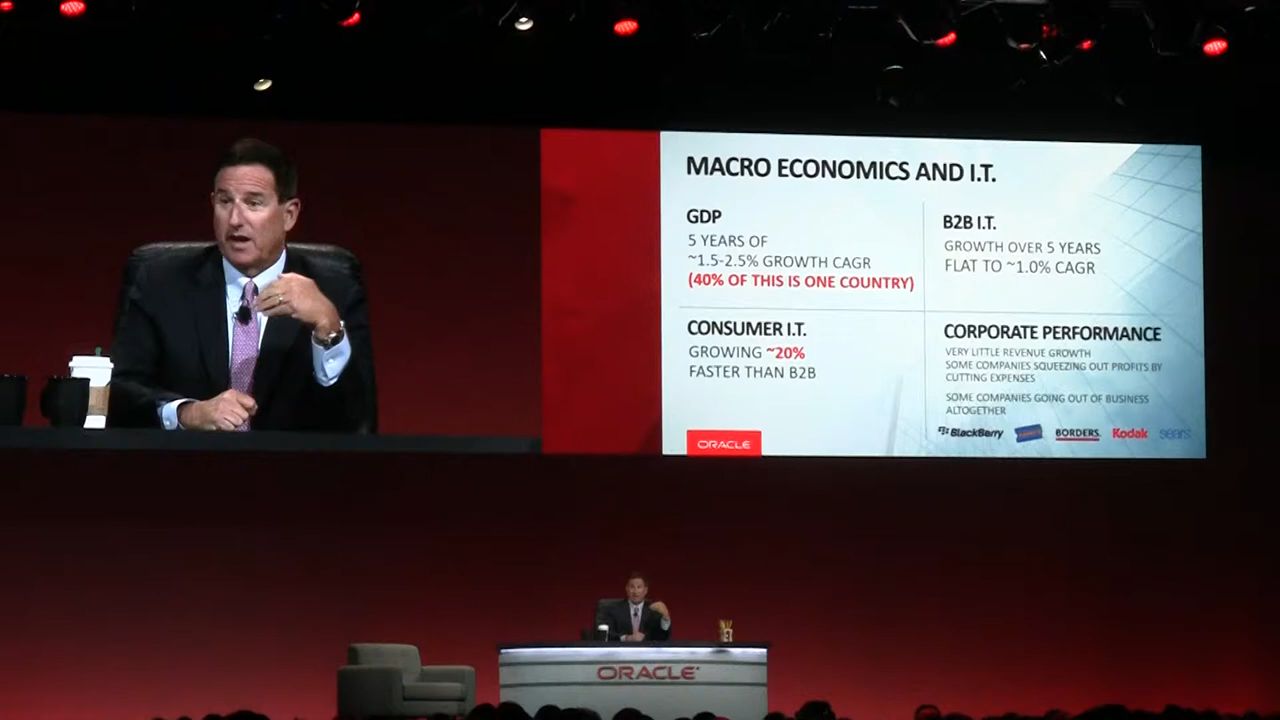 MACRO ECONOMICS AND I.T.
GDP
5 YEARS OF
~1.5-2.5% GROWTH CAGR
(40% OF THIS IS ONE COUNTRY)
B2B I.T.
GROWTH OVER 5 YEARS
FLAT TO ~1.0% CAGR
CONSUMER I.T.
GROWING ~20%
FASTER THAN B2B
CORPORATE PERFORMANCE
VERY LITTLE REVENUE GROWTH
SOME COMPANIES SQUEEZING OUT PROFITS BY
CUTTING EXPENSES
SOME COMPANIES GOING OUT OF BUSINESS
ALTOGETHER
BlackBerry
BORDERS.
Kodak
sears
ORACLE
ORACLE